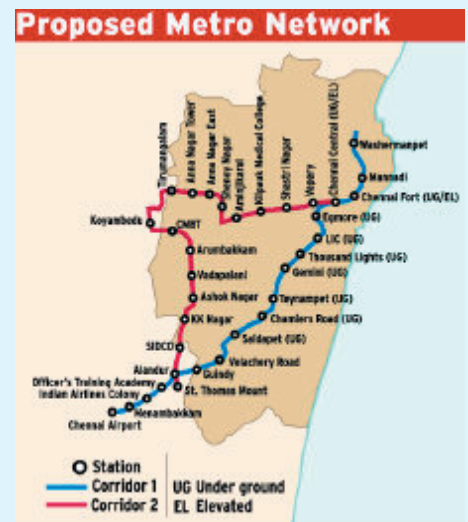 Proposed Metro Network
Tirumangalam
Anna Nagar Tower
Anna Nagar East
Shenoy Nagar
Aminjikarai
Kilpauk Medical College
Shastri Nagar
Vepery
Chennai Central (UG/EL)
Washermanpet
Mannadi
Chennai Fort (UG/EL)
Koyambedu
CMBT
Egmore (UG)
LIC (UG)
Arumbakkam
Thousand Lights (UG)
Vadapalani
Gemini (UG)
Ashok Nagar
Teynampet (UG)
KK Nagar
Chamiers Road (UG)
Saidapet (UG)
SIDCO
Velachery Road
Alandur
Guindy
Officer's Training Academy
St. Thomas Mount
Indian Airlines Colony
Menambakkam
Chennai Airport
Station
Corridor 1
UG Under ground
Corridor 2
EL Elevated